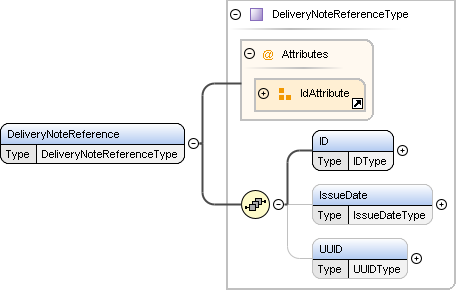 DeliveryNoteReferenceType
@ Attributes
IdAttribute
DeliveryNoteReference
Type DeliveryNoteReferenceType
ID
Type IDType
IssueDate
Type IssueDateType
UUID
Type UUIDType